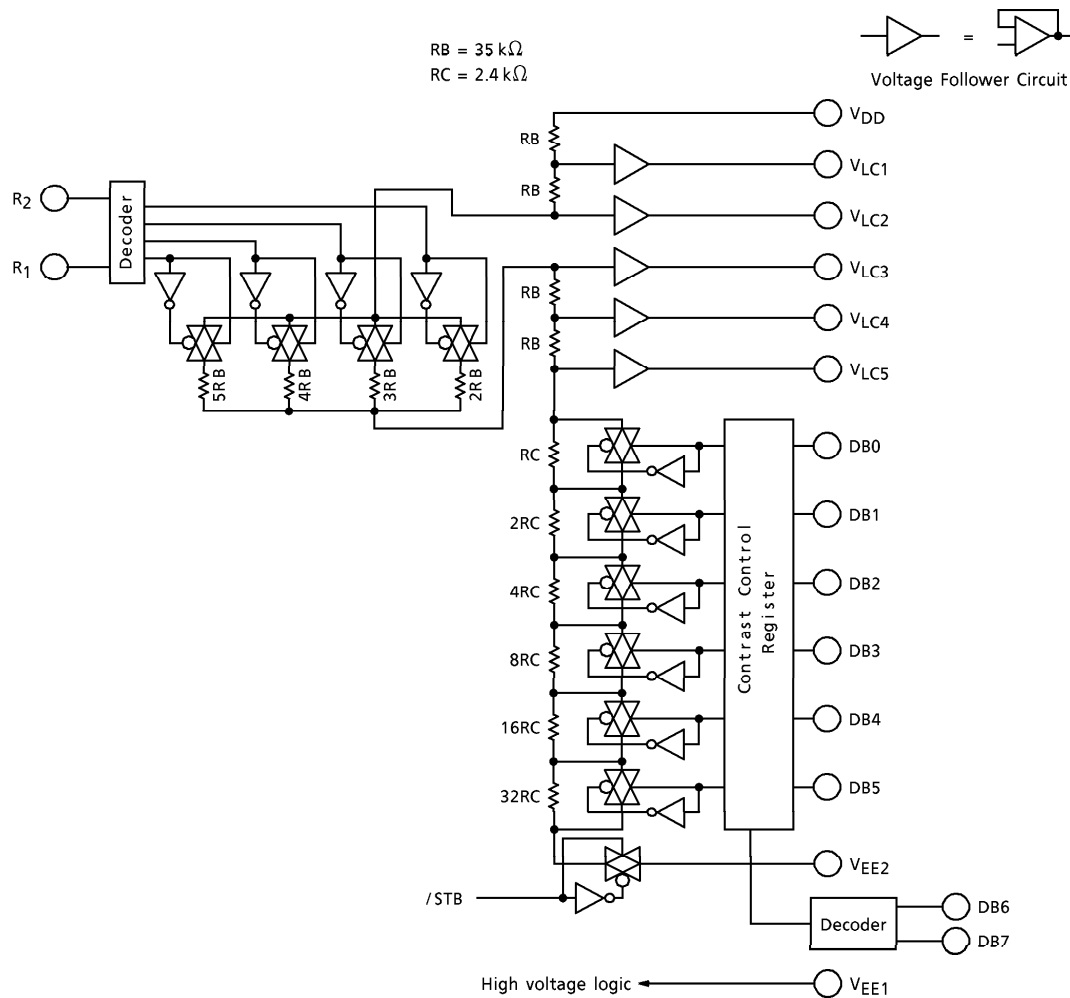 RB = 35 kΩ
RC = 2.4 kΩ
=
Voltage Follower Circuit
VDD
RB
VLC1
RB
VLC2
R2
Decoder
R1
VLC3
RB
VLC4
RB
VLC5
5RB
4RB
3RB
2RB
RC
DB0
2RC
DB1
4RC
DB2
Contrast Control
Register
8RC
DB3
16RC
DB4
32RC
DB5
VEE2
/STB
Decoder
DB6
DB7
High voltage logic
VEE1